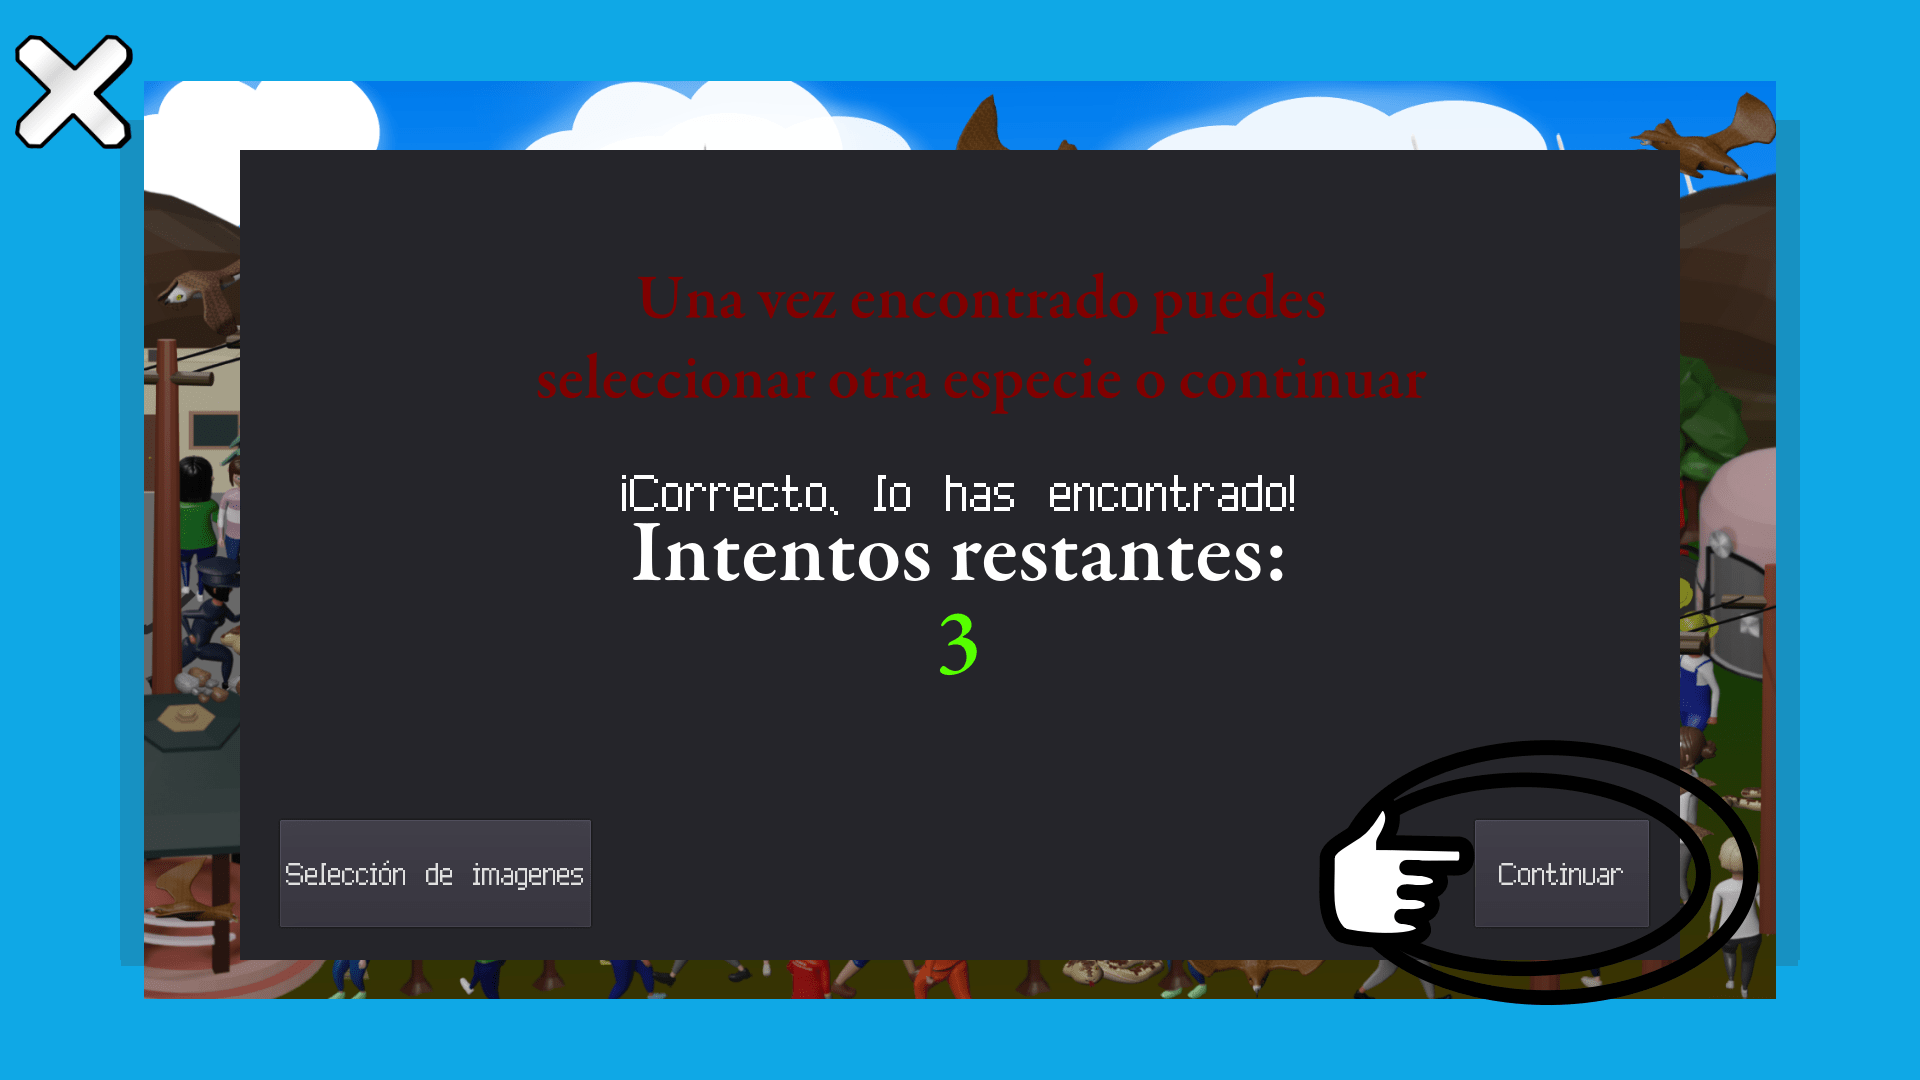 Una vez encontrado puedes
seleccionar otra especie o continuar
¡Correcto, lo has encontrado!
Intentos restantes:
3
Selección de imagenes
Continuar